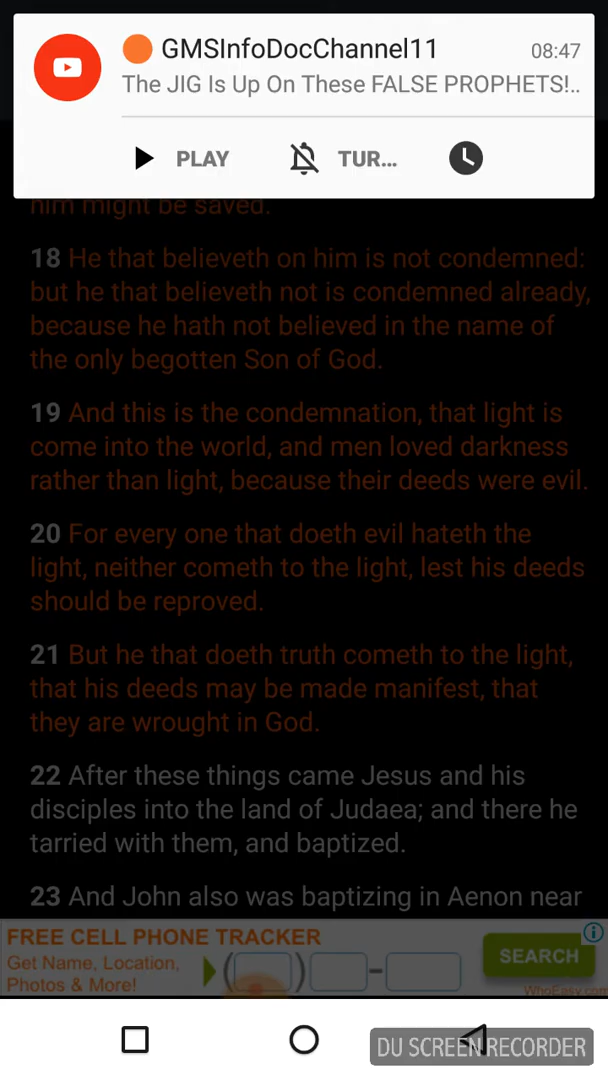 GMSInfoDocChannel11 08:47
The JIG Is Up On These FALSE PROPHETS!..
PLAY TUR...
him might be saved.
18 He that believeth on him is not condemned:
but he that believeth not is condemned already,
because he hath not believed in the name of
the only begotten Son of God.
19 And this is the condemnation, that light is
come into the world, and men loved darkness
rather than light, because their deeds were evil.
20 For every one that doeth evil hateth the
light, neither cometh to the light, lest his deeds
should be reproved.
21 But he that doeth truth cometh to the light,
that his deeds may be made manifest, that
they are wrought in God.
22 After these things came Jesus and his
disciples into the land of Judaea; and there he
tarried with them, and baptized.
23 And John also was baptizing in Aenon near
FREE CELL PHONE TRACKER
Get Name, Location,
Photos & More!
( ) -
SEARCH
WhoEasy.com
DU SCREEN RECORDER